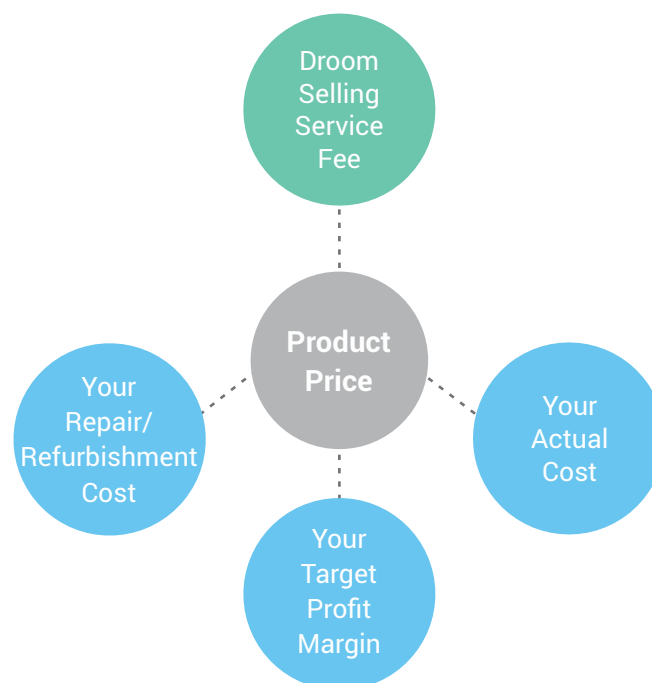 Droom
Selling
Service
Fee
Product
Price
Your
Repair/
Refurbishment
Cost
Your
Actual
Cost
Your
Target
Profit
Margin